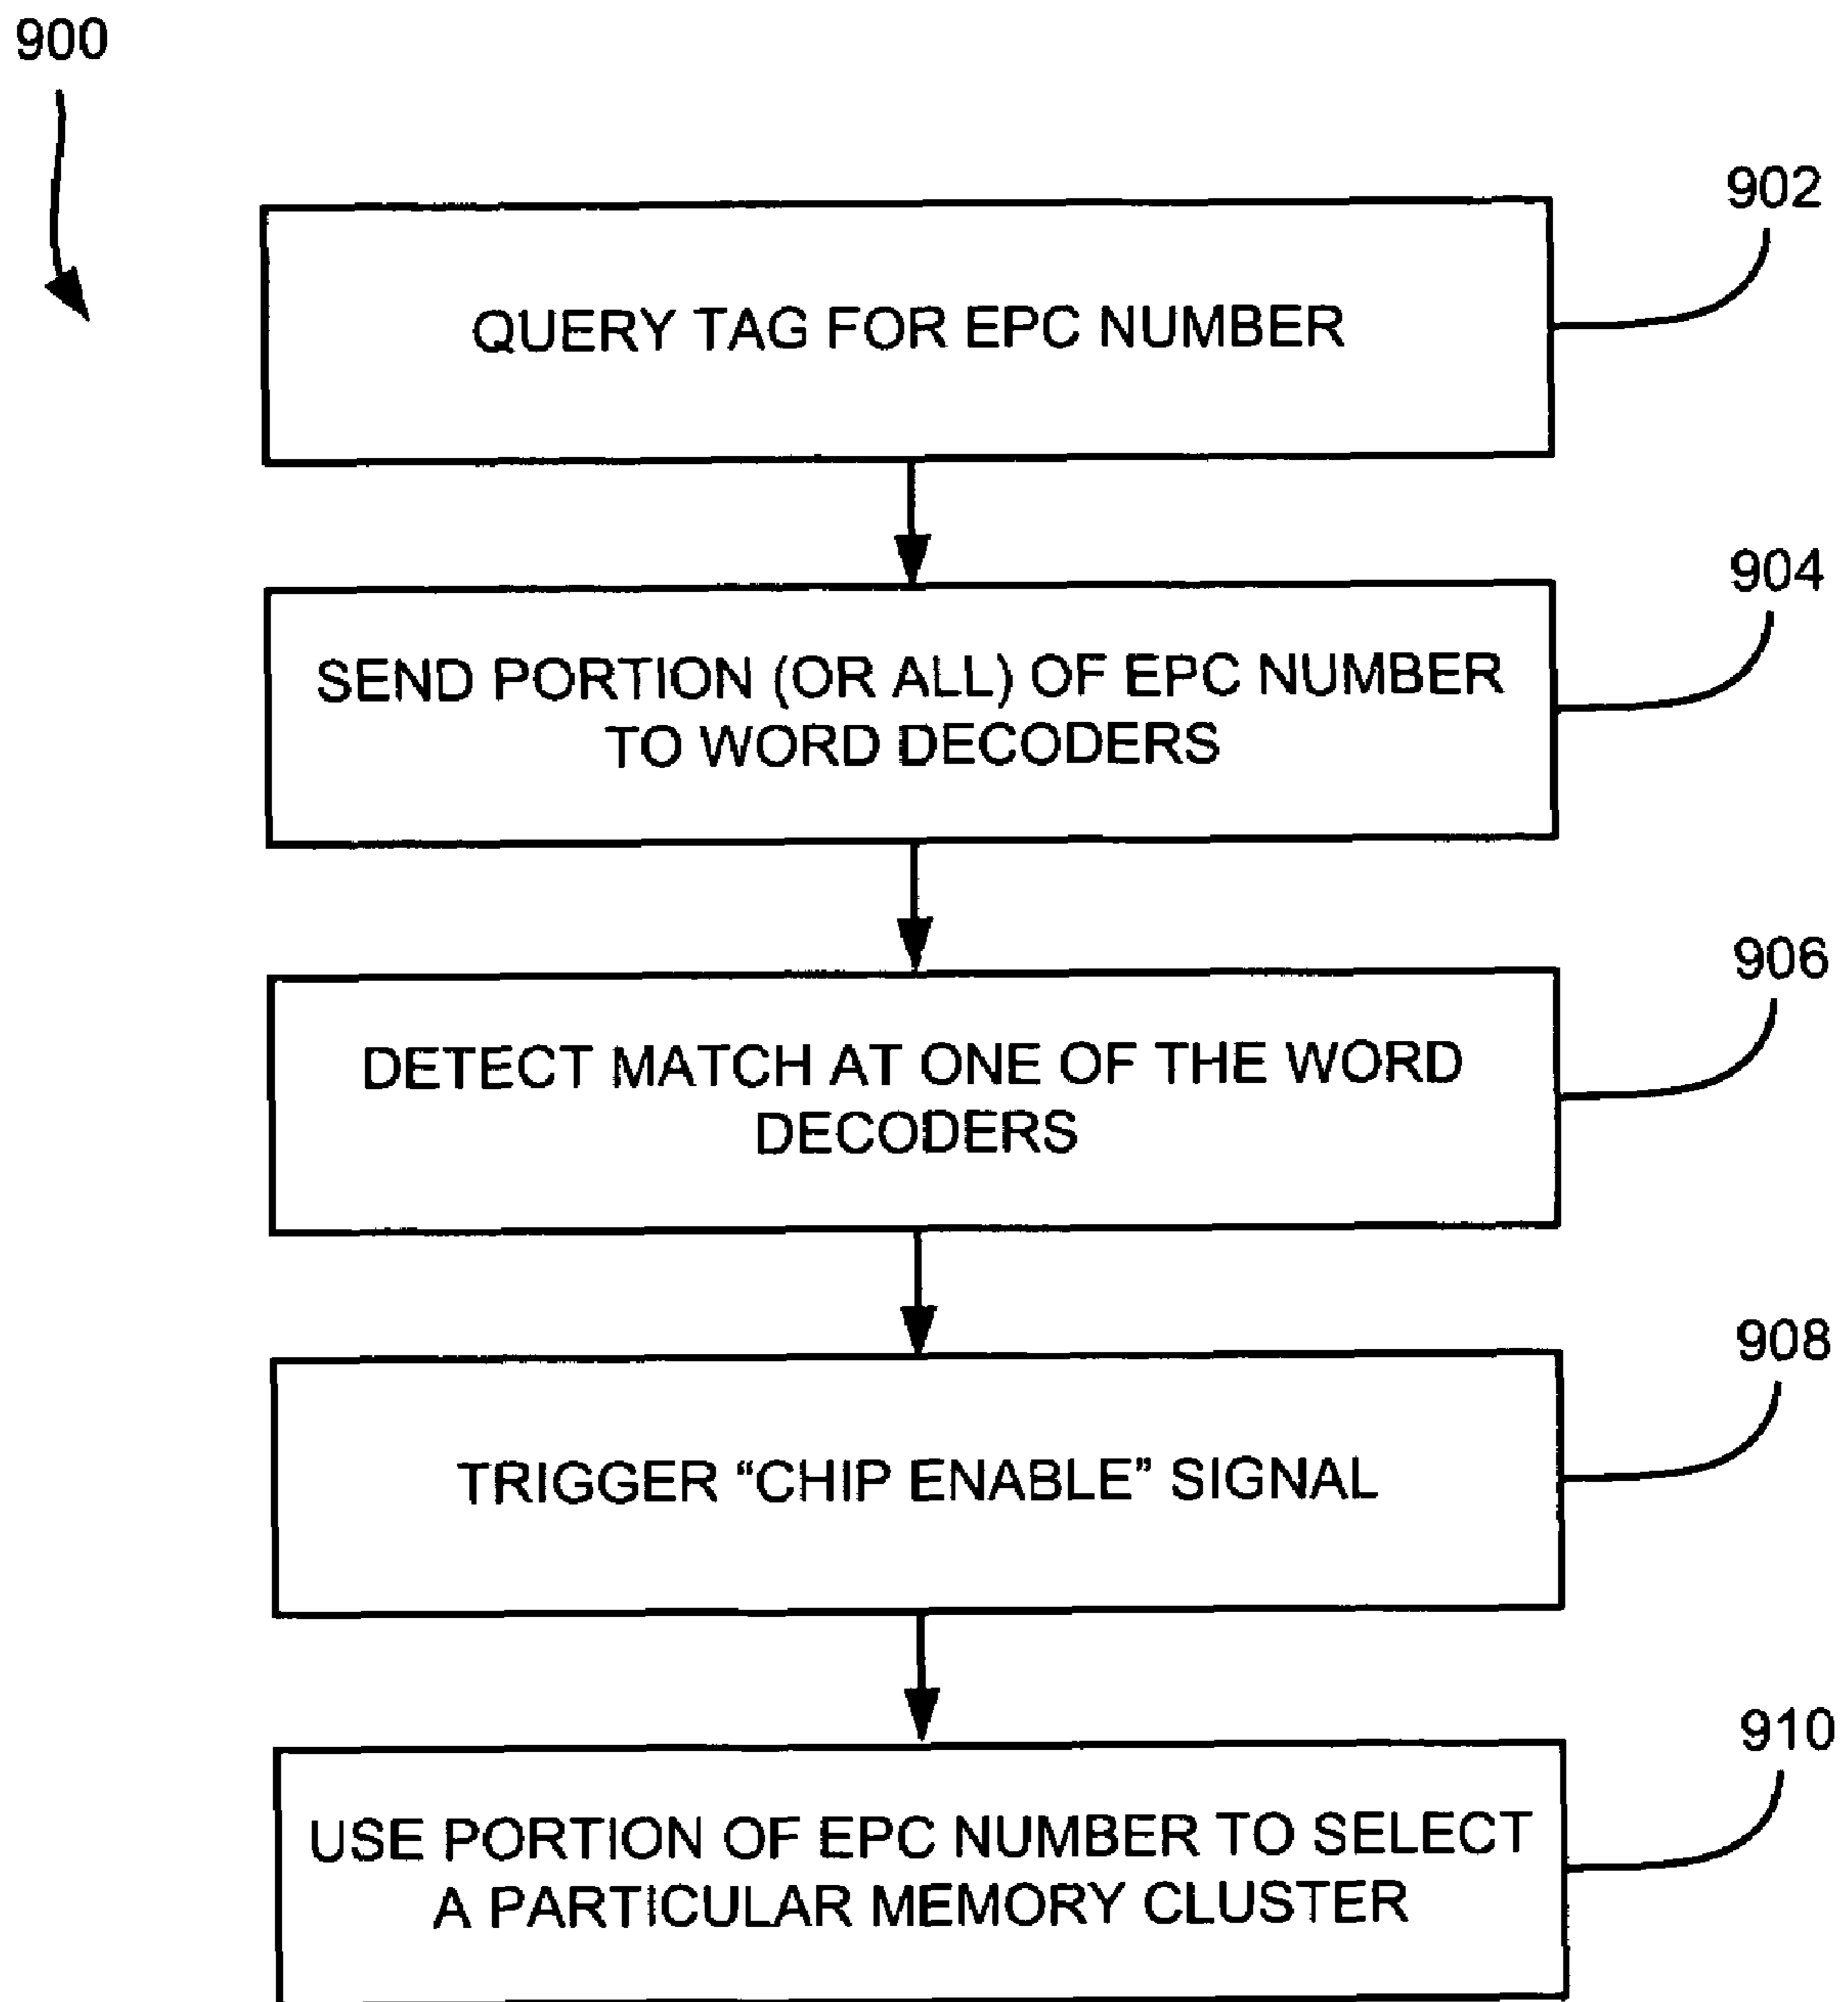 900
902
QUERY TAG FOR EPC NUMBER
904
SEND PORTION (OR ALL) OF EPC NUMBER
TO WORD DECODERS
906
DETECT MATCH AT ONE OF THE WORD
DECODERS
908
TRIGGER “CHIP ENABLE” SIGNAL
910
USE PORTION OF EPC NUMBER TO SELECT
A PARTICULAR MEMORY CLUSTER